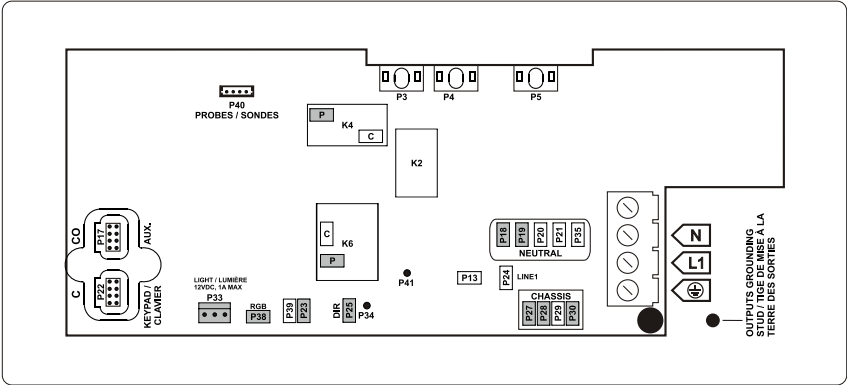 P3
P4
P5
P40
PROBES / SONDES
P
K4
C
K2
CO
P17
AUX.
C
P22
KEYPAD /
CLAVIER
C
K6
P
P18
P19
P20
P21
P35
NEUTRAL
N
L1
LIGHT / LUMIÈRE
12VDC, 1A MAX
P33
RGB
P38
P39
P23
DIR
P25
P34
P41
P13
P24
LINE1
CHASSIS
P27
P28
P29
P30
OUTPUTS GROUNDING
STUD / TIGE DE MISE À LA
TERRE DES SORTIES